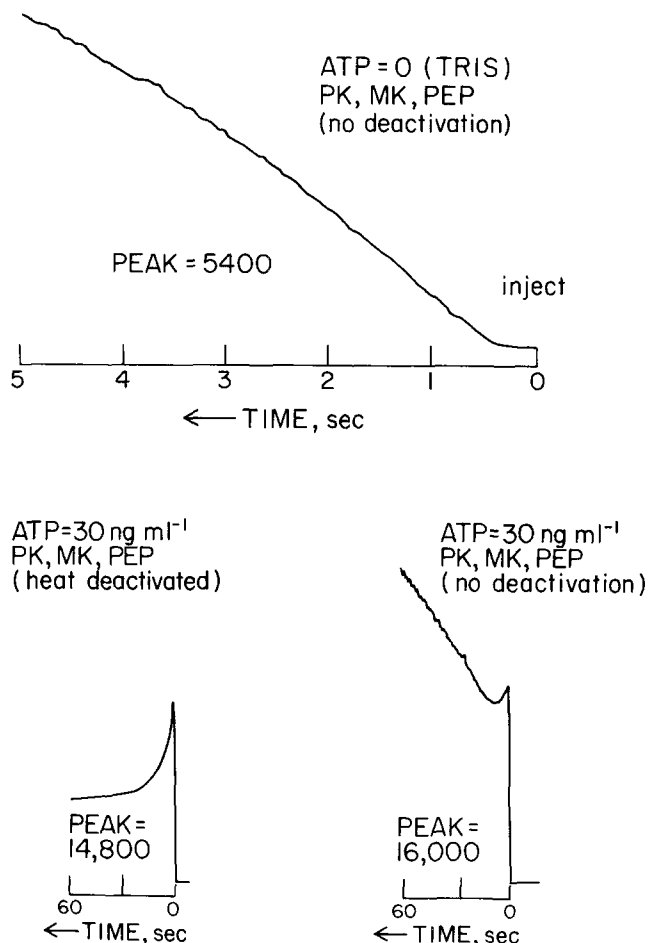 ATP = 0 (TRIS)
PK, MK, PEP
(no deactivation)
PEAK = 5400
inject
5 4 3 2 1 0
← TIME, sec
ATP=30 ng ml⁻¹
PK, MK, PEP
(heat deactivated)
PEAK=
14,800
60 0
← TIME, sec
ATP=30 ng ml⁻¹
PK, MK, PEP
(no deactivation)
PEAK=
16,000
60 0
← TIME, sec